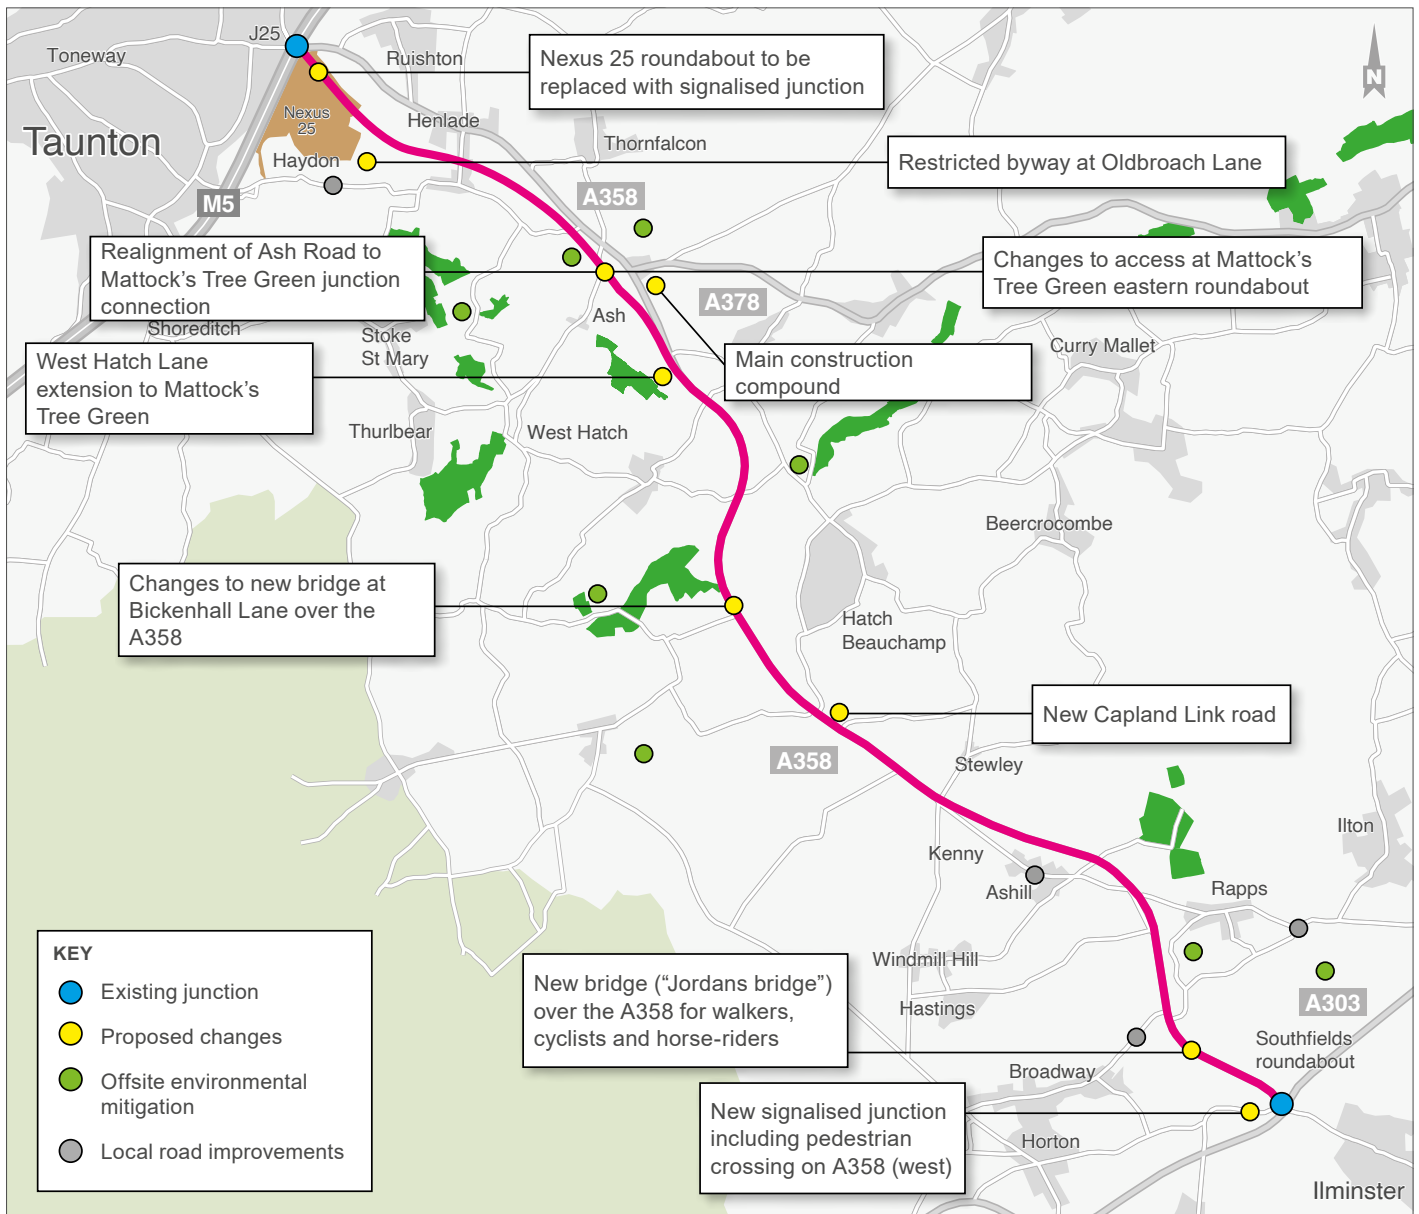 J25
Toneway
Ruishton
Nexus 25 roundabout to be
replaced with signalised junction
N
Nexus
25
Henlade
Taunton
Thornfalcon
Haydon
Restricted byway at Oldbroach Lane
M5
A358
Realignment of Ash Road to
Mattock's Tree Green junction
connection
Changes to access at Mattock's
Tree Green eastern roundabout
A378
Ash
Shoreditch
Stoke
St Mary
Main construction
compound
Curry Mallet
West Hatch Lane
extension to Mattock's
Tree Green
Thurlbear
West Hatch
Beercrocombe
Changes to new bridge at
Bickenhall Lane over the
A358
Hatch
Beauchamp
New Capland Link road
A358
Stewley
Ilton
Kenny
Ashill
Rapps
KEY
Existing junction
Proposed changes
Offsite environmental
mitigation
Local road improvements
Windmill Hill
New bridge (“Jordans bridge”)
over the A358 for walkers,
cyclists and horse-riders
Hastings
A303
Southfields
roundabout
Broadway
New signalised junction
including pedestrian
crossing on A358 (west)
Horton
Ilminster